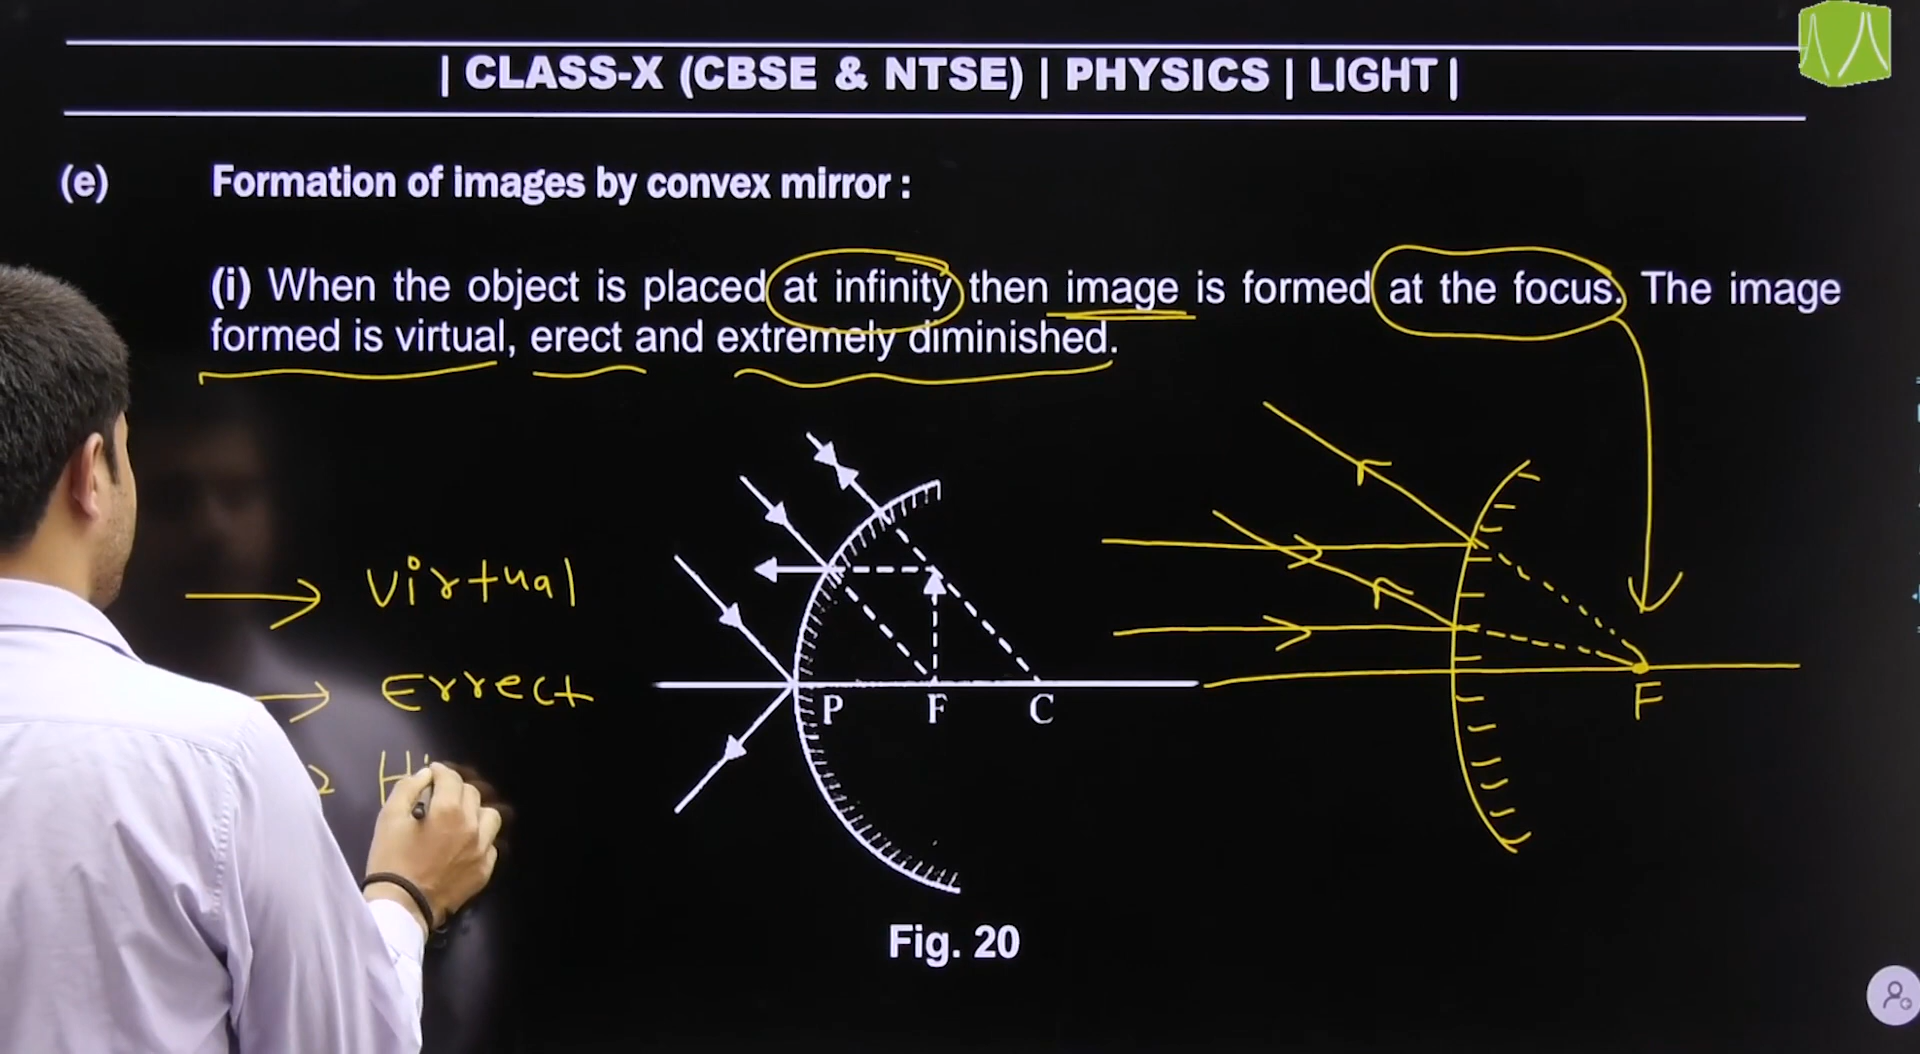 | CLASS-X (CBSE & NTSE) | PHYSICS | LIGHT |
(e) Formation of images by convex mirror :
(i) When the object is placed at infinity then image is formed at the focus. The image
formed is virtual, erect and extremely diminished.
→ Virtual
→ Errect
P F C
F
Fig. 20